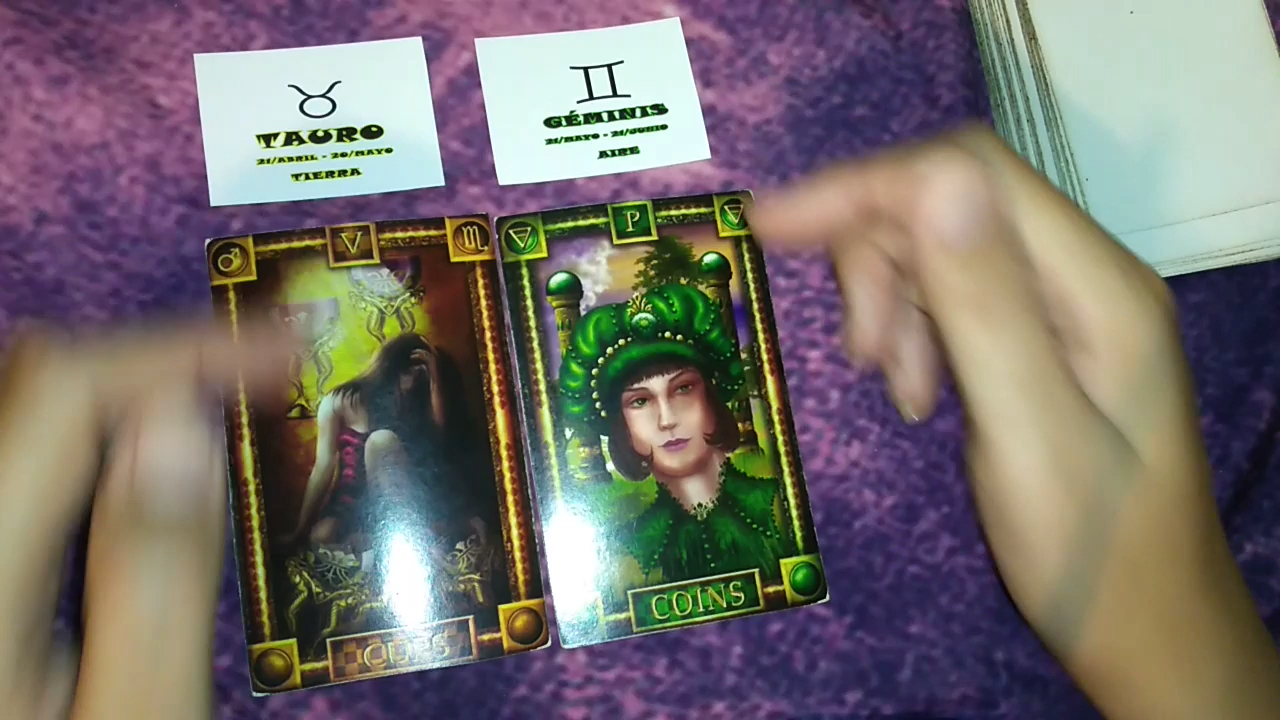 TAURO
21/ABRIL - 20/MAYO
TIERRA
GÉMINIS
21/MAYO - 21/JUNIO
AIRE
V
CUPS
P
COINS